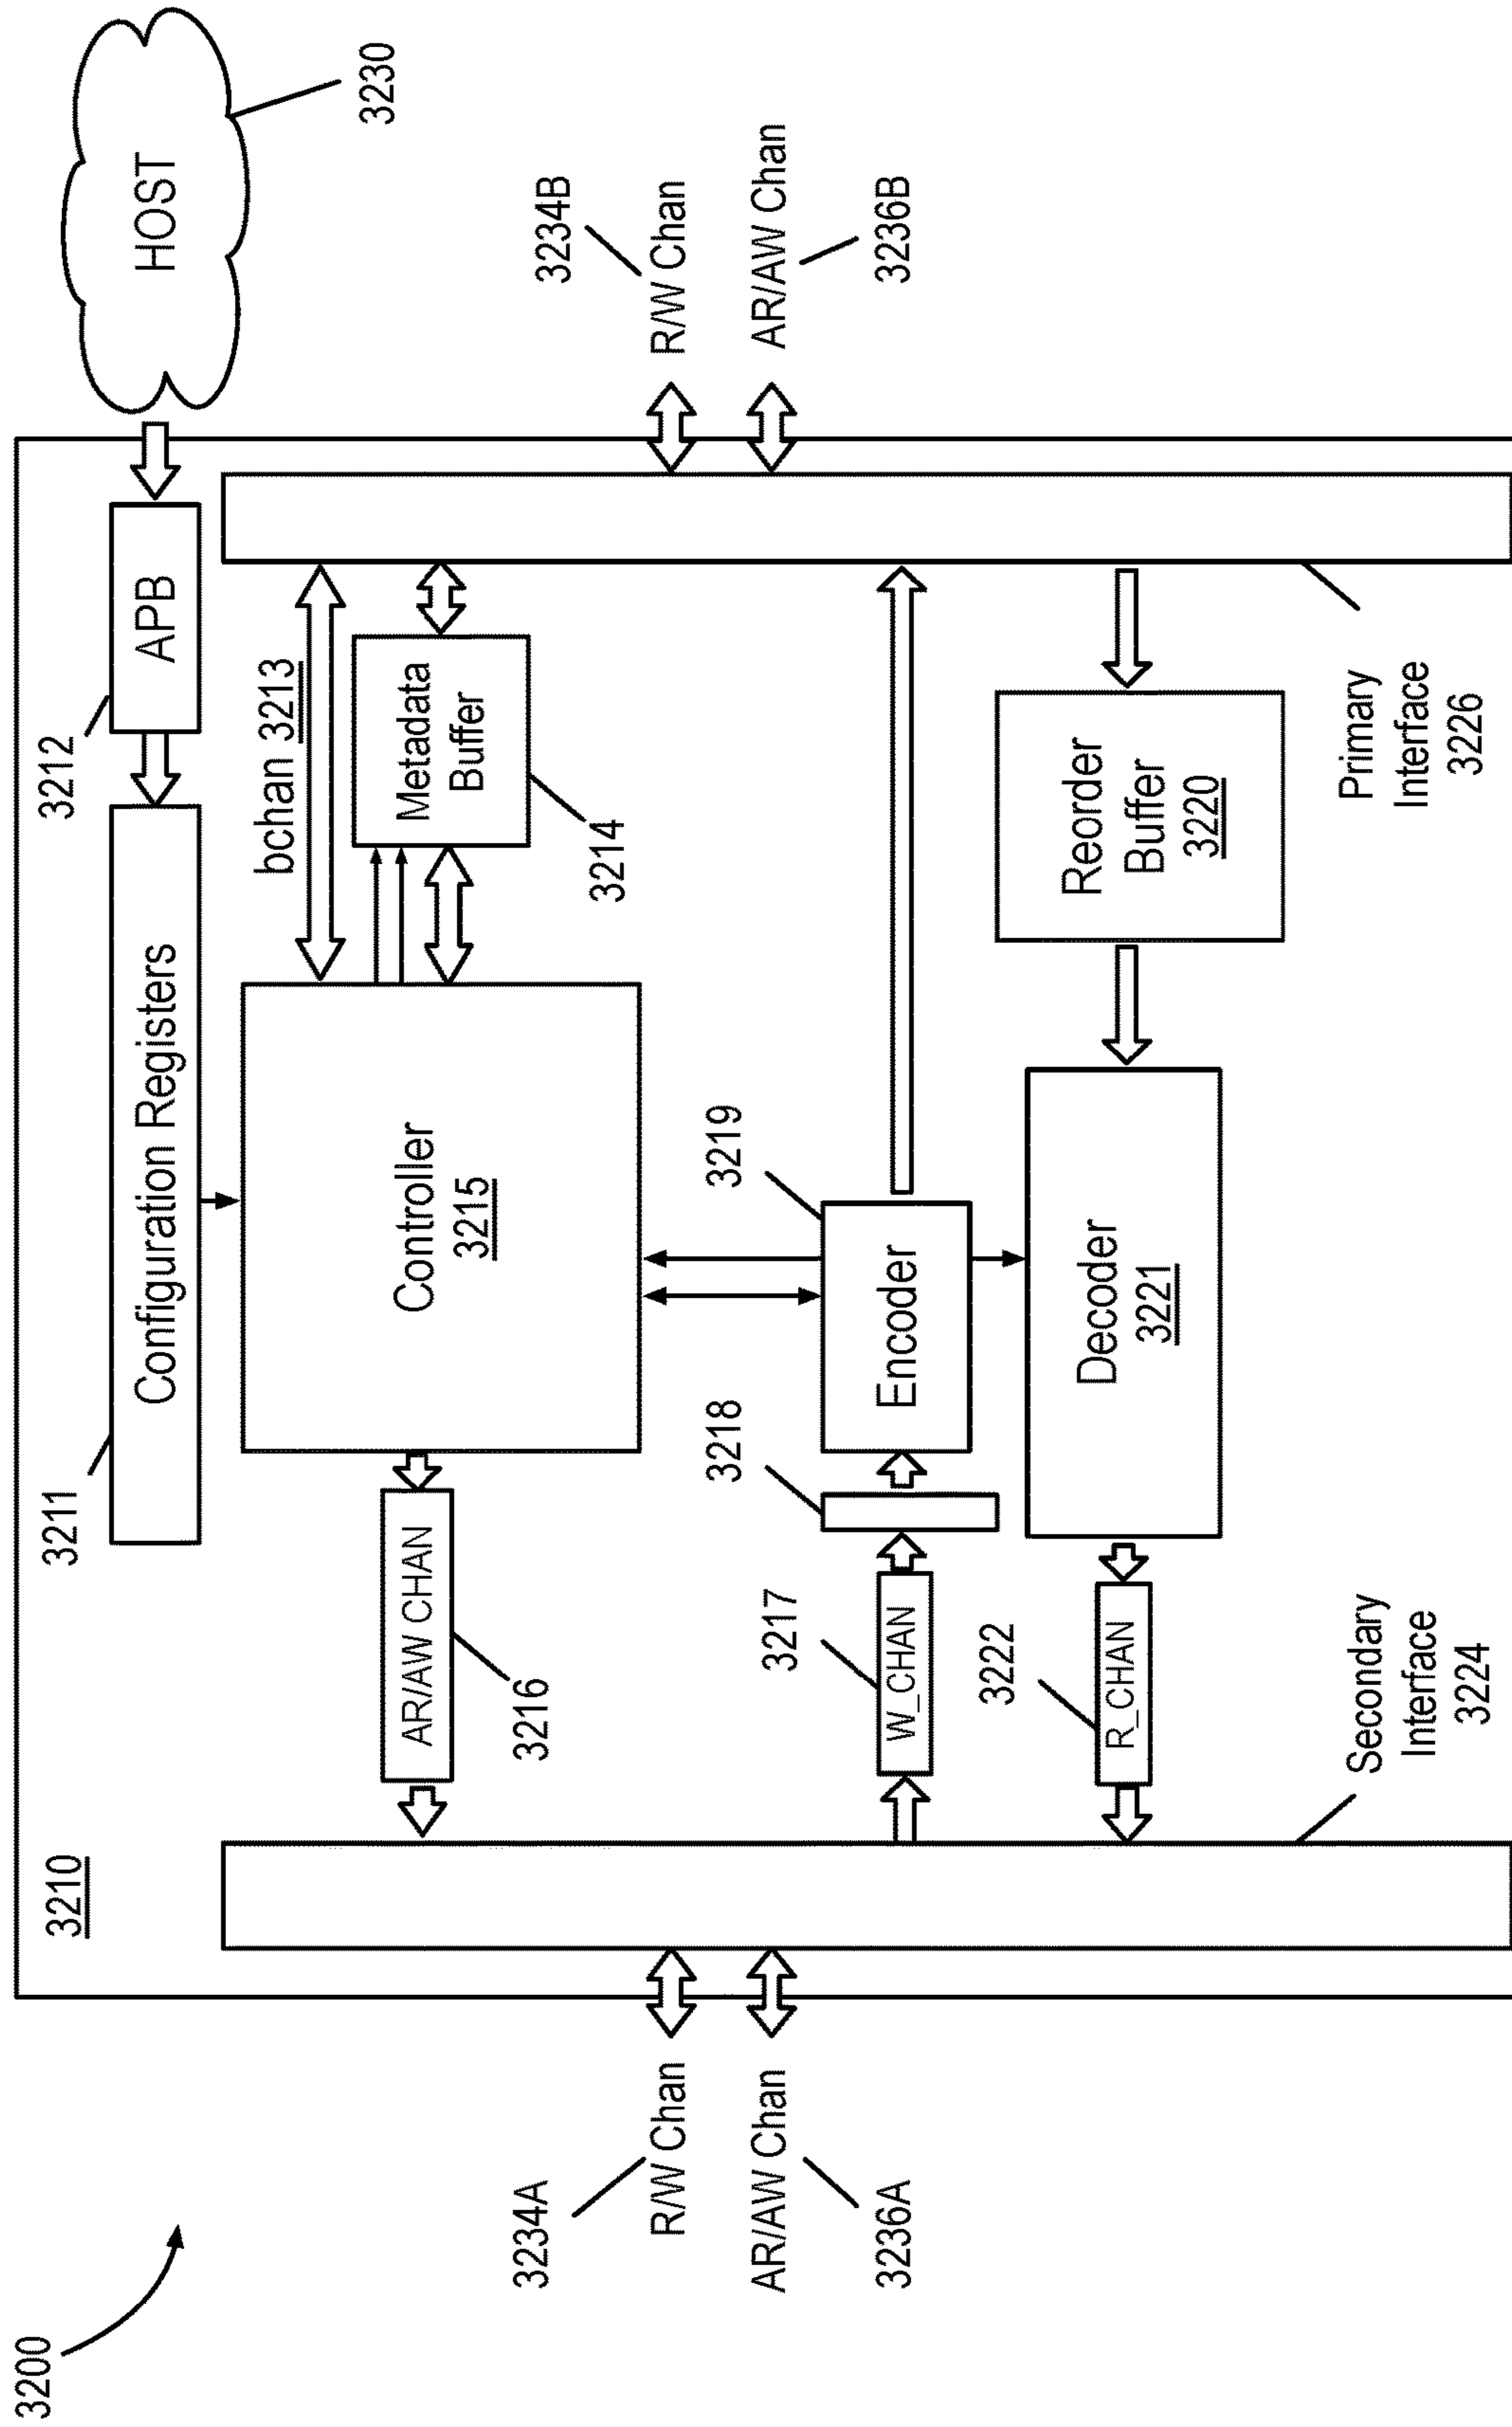 3200
3210
HOST
3230
3211
Configuration Registers
3212
APB
bchan 3213
Metadata
Buffer
3214
Controller
3215
AR/AW CHAN
3216
3234A
R/W Chan
AR/AW Chan
3236A
3234B
R/W Chan
AR/AW Chan
3236B
3217
W_CHAN
3218
3219
Encoder
3222
R_CHAN
Decoder
3221
Reorder
Buffer
3220
Secondary
Interface
3224
Primary
Interface
3226